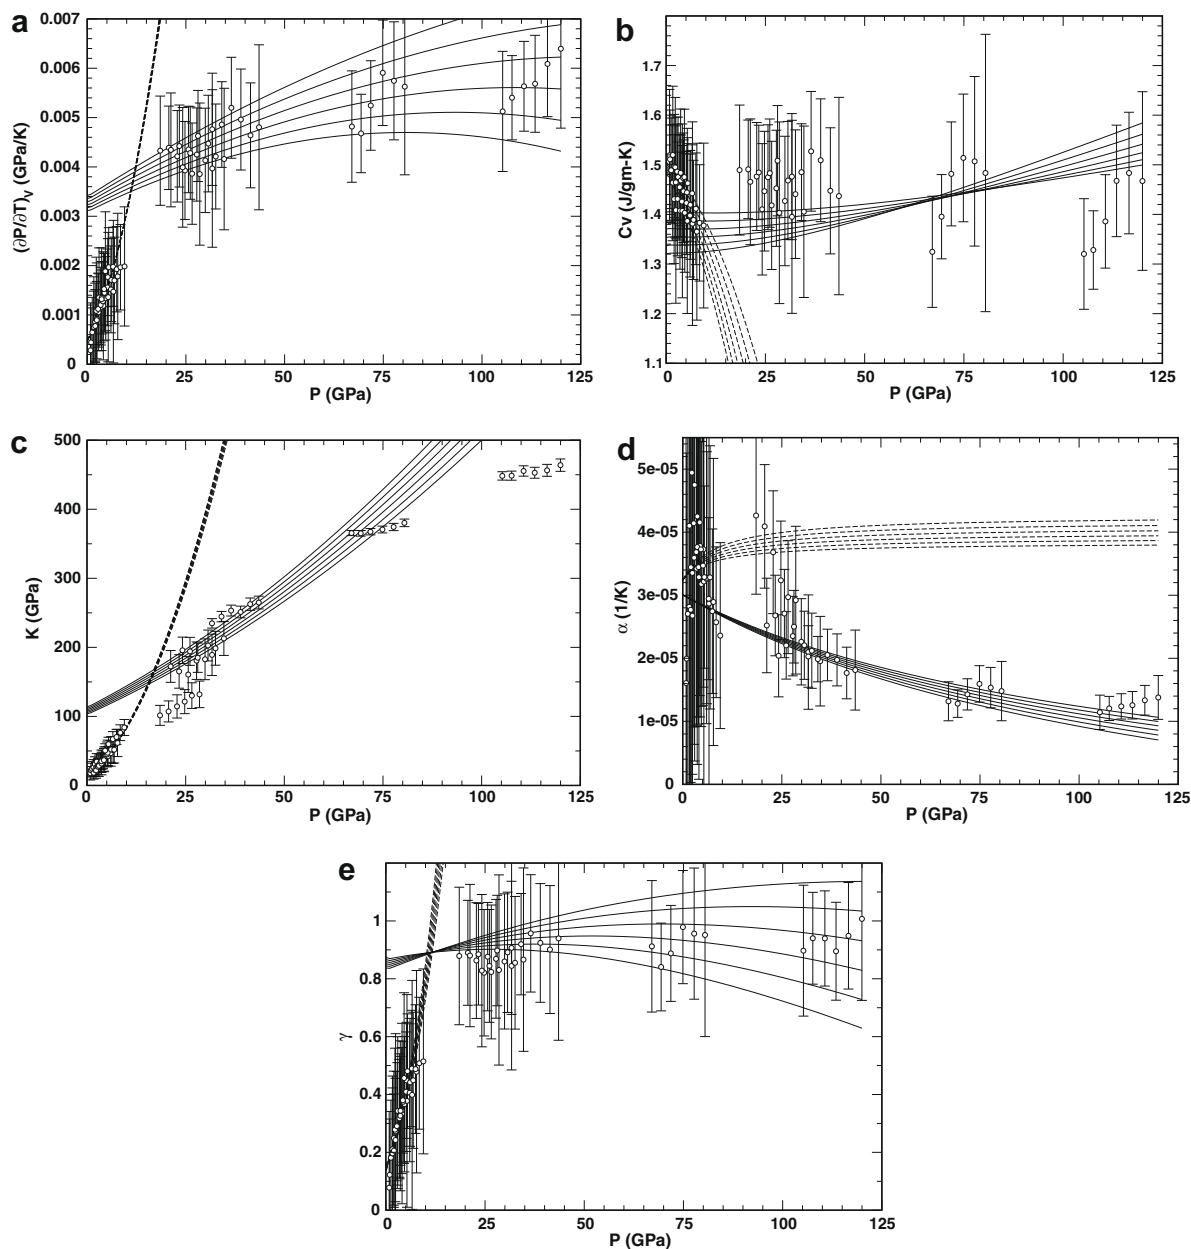 a
0.007
0.006
0.005
0.004
0.003
0.002
0.001
0
(∂P/∂T)V (GPa/K)
0 25 50 75 100 125
P (GPa)
b
1.7
1.6
1.5
1.4
1.3
1.2
1.1
Cv (J/gm-K)
0 25 50 75 100 125
P (GPa)
c
500
400
300
200
100
0
K (GPa)
0 25 50 75 100 125
P (GPa)
d
5e-05
4e-05
3e-05
2e-05
1e-05
0
α (1/K)
0 25 50 75 100 125
P (GPa)
e
1
0.8
0.6
0.4
0.2
0
γ
0 25 50 75 100 125
P (GPa)